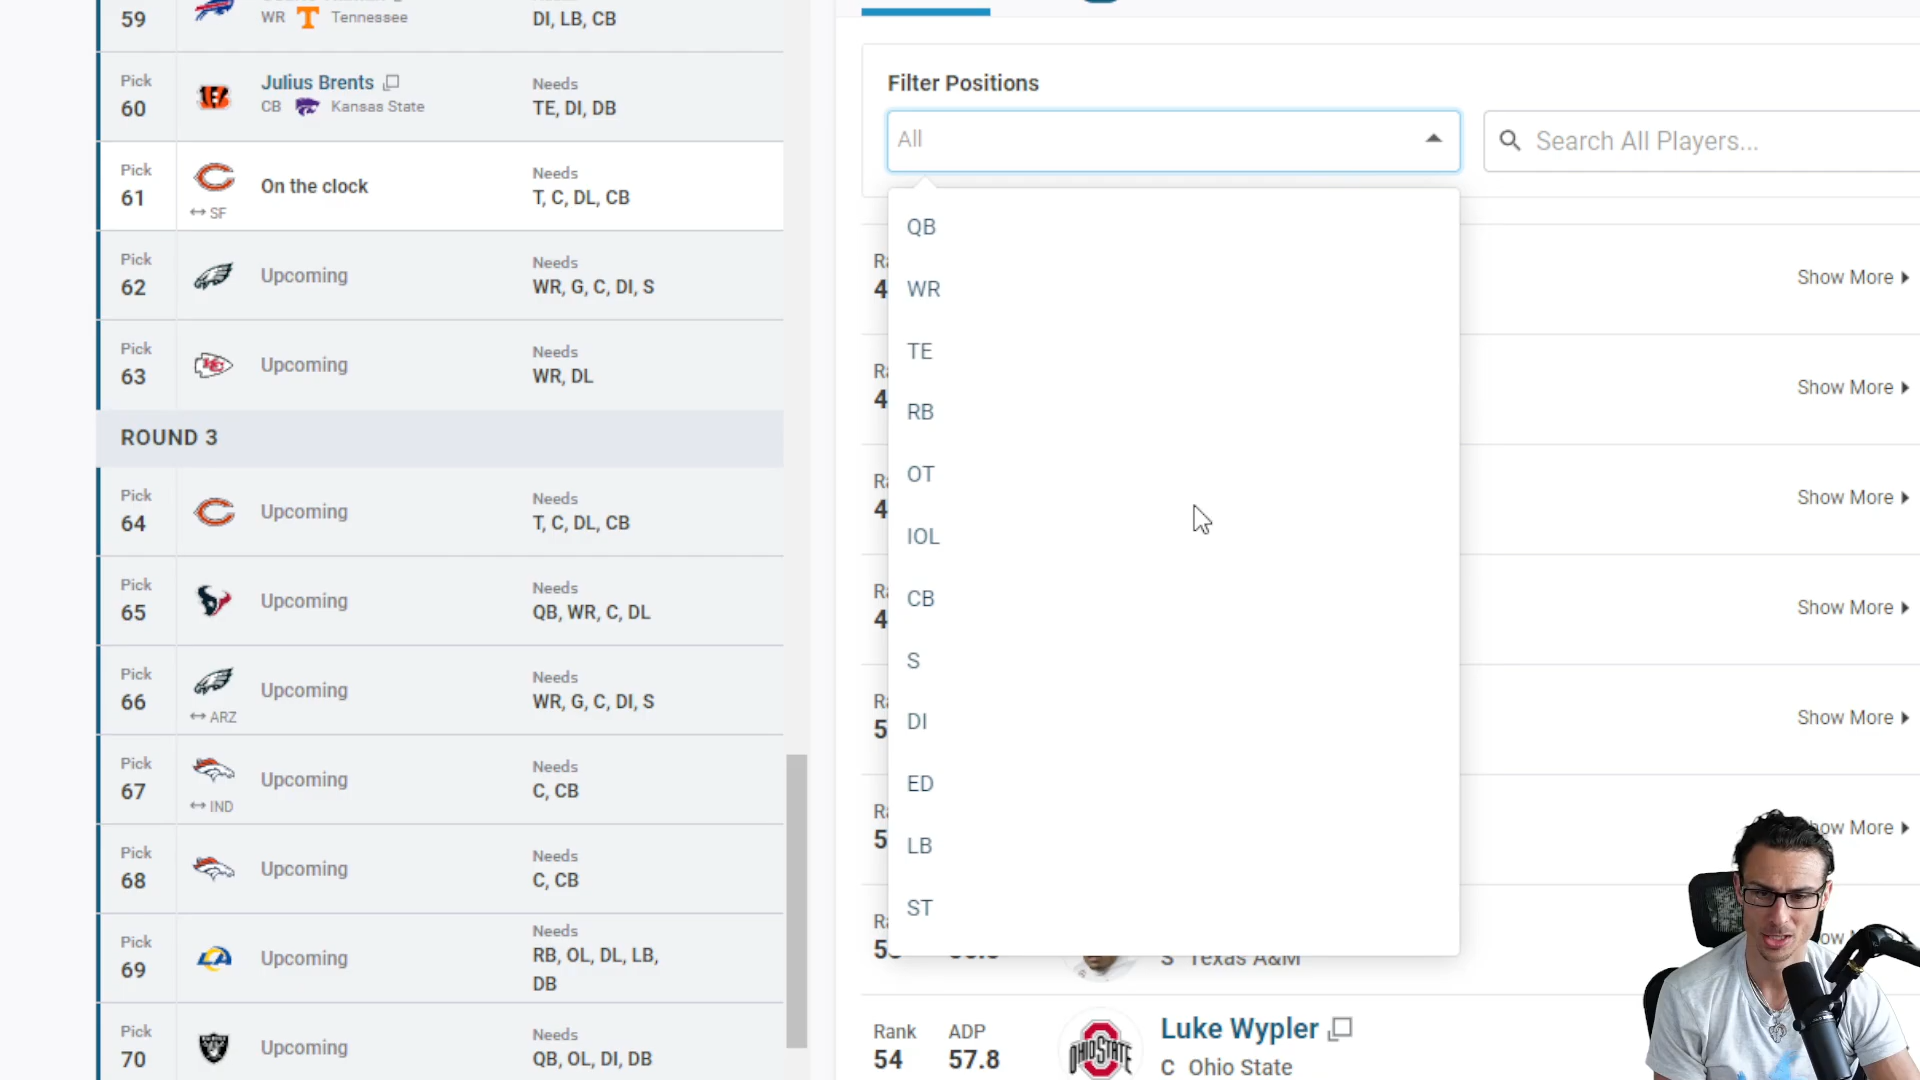 59
WR Tennessee
DI, LB, CB
Pick
60
Julius Brents
CB Kansas State
Needs
TE, DI, DB
Pick
61
SF
On the clock
Needs
T, C, DL, CB
Pick
62
Upcoming
Needs
WR, G, C, DI, S
Pick
63
Upcoming
Needs
WR, DL
ROUND 3
Pick
64
Upcoming
Needs
T, C, DL, CB
Pick
65
Upcoming
Needs
QB, WR, C, DL
Pick
66
ARZ
Upcoming
Needs
WR, G, C, DI, S
Pick
67
IND
Upcoming
Needs
C, CB
Pick
68
Upcoming
Needs
C, CB
Pick
69
Upcoming
Needs
RB, OL, DL, LB,
DB
Pick
70
Upcoming
Needs
QB, OL, DI, DB
Filter Positions
All
Search All Players...
QB
WR
TE
RB
OT
IOL
CB
S
DI
ED
LB
ST
Show More
Show More
Show More
Show More
Show More
S Texas A&M
Rank
54
ADP
57.8
OHIO STATE
Luke Wypler
C Ohio State